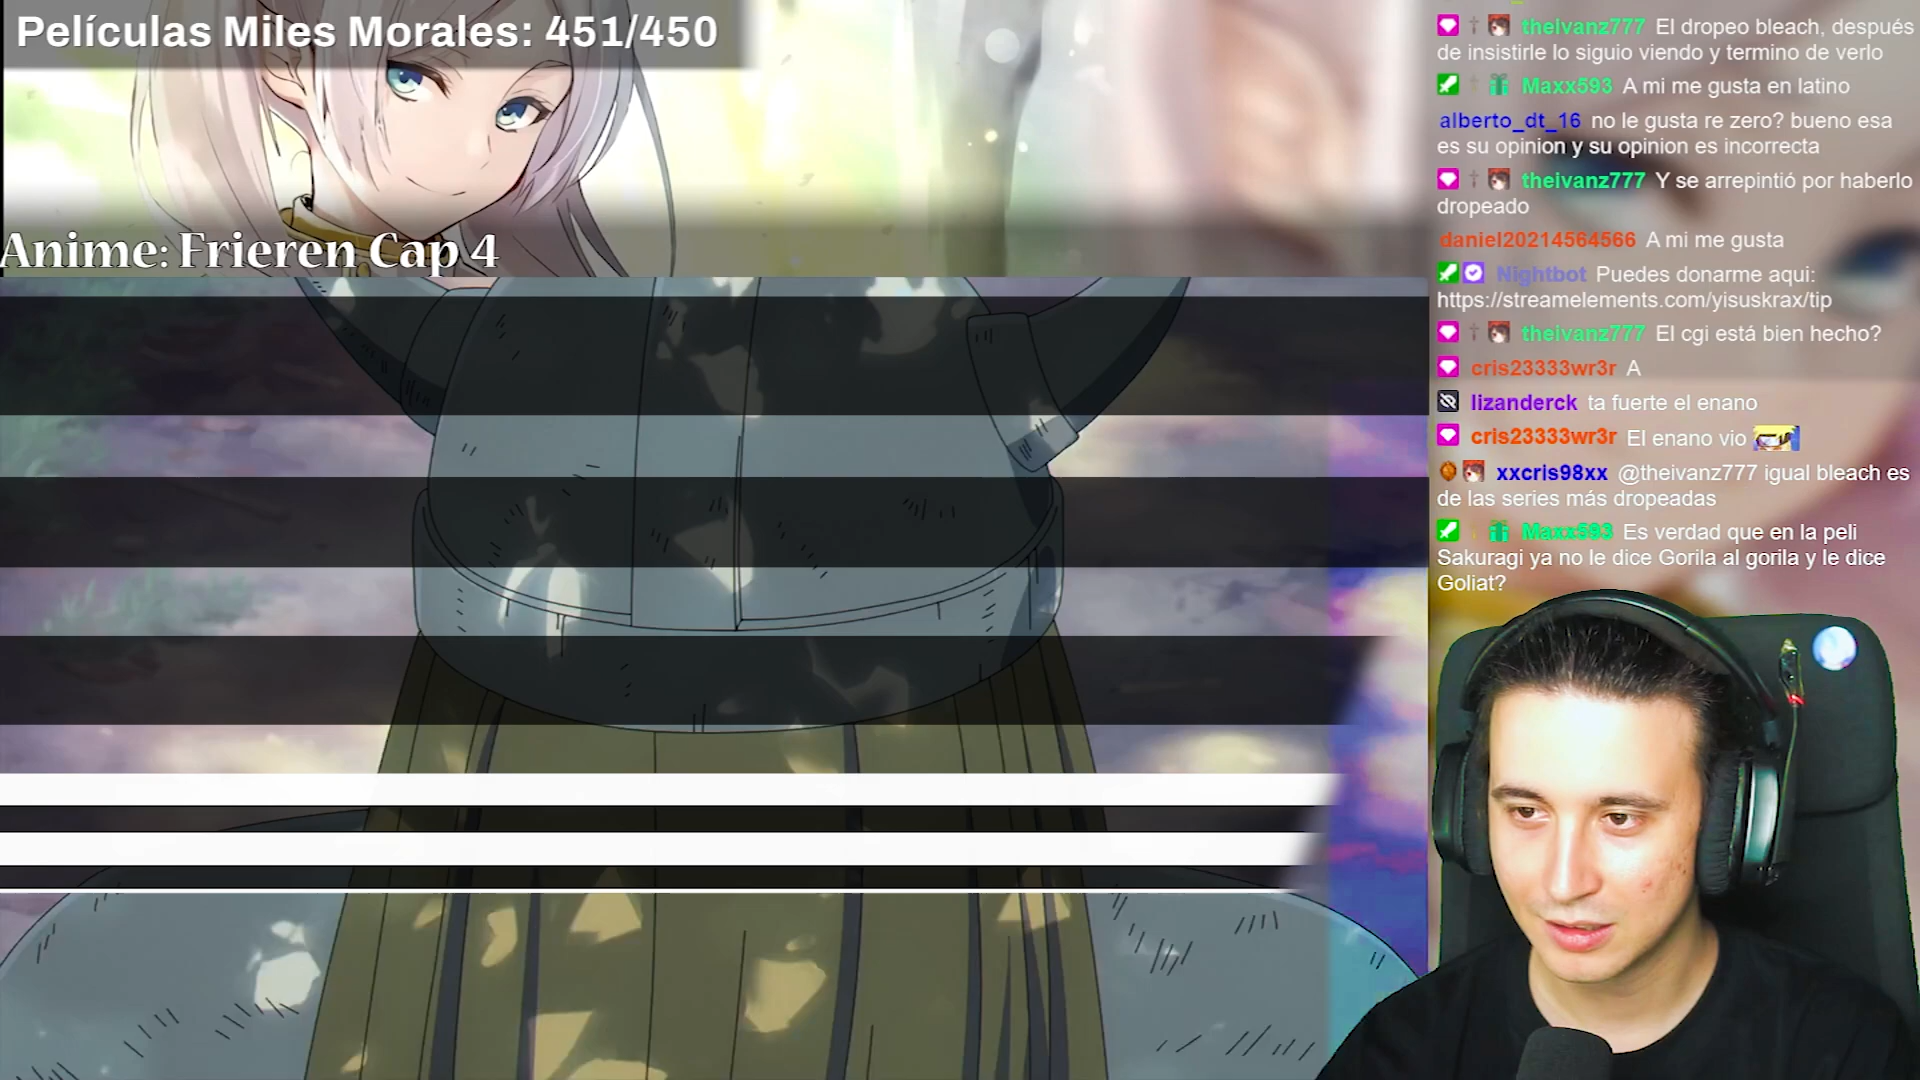 Películas Miles Morales: 451/450
Anime: Frieren Cap 4
theivanz777 El dropeo bleach, después
de insistirle lo siguio viendo y termino de verlo
Maxx593 A mi me gusta en latino
alberto_dt_16 no le gusta re zero? bueno esa
es su opinion y su opinion es incorrecta
theivanz777 Y se arrepintió por haberlo
dropeado
daniel20214564566 A mi me gusta
Nightbot Puedes donarme aqui:
https://streamelements.com/yisuskrax/tip
theivanz777 El cgi está bien hecho?
cris23333wr3r A
lizanderck ta fuerte el enano
cris23333wr3r El enano vio
xxcris98xx @theivanz777 igual bleach es
de las series más dropeadas
Maxx593 Es verdad que en la peli
Sakuragi ya no le dice Gorila al gorila y le dice
Goliat?